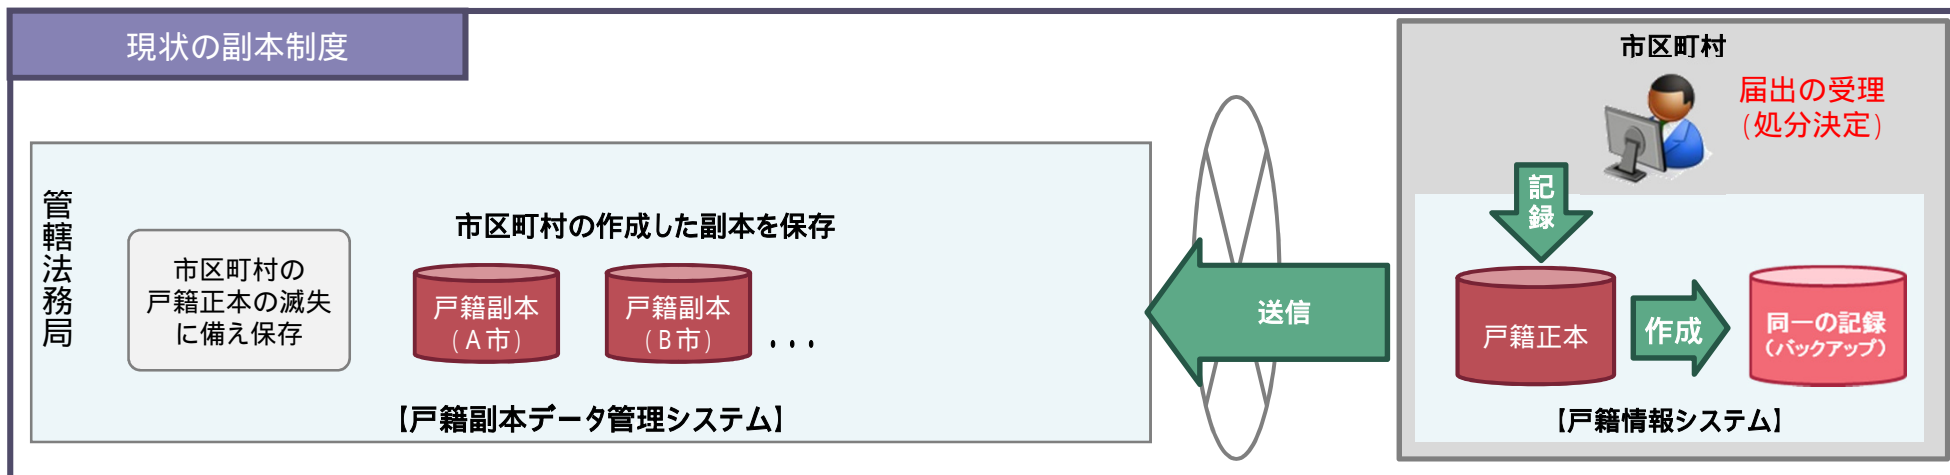 現状の副本制度
市区町村
届出の受理
(処分決定)
管轄法務局
市区町村の
戸籍正本の滅失
に備え保存
市区町村の作成した副本を保存
戸籍副本
(A市)
戸籍副本
(B市)
...
【戸籍副本データ管理システム】
送信
記録
戸籍正本
作成
同一の記録
(バックアップ)
【戸籍情報システム】